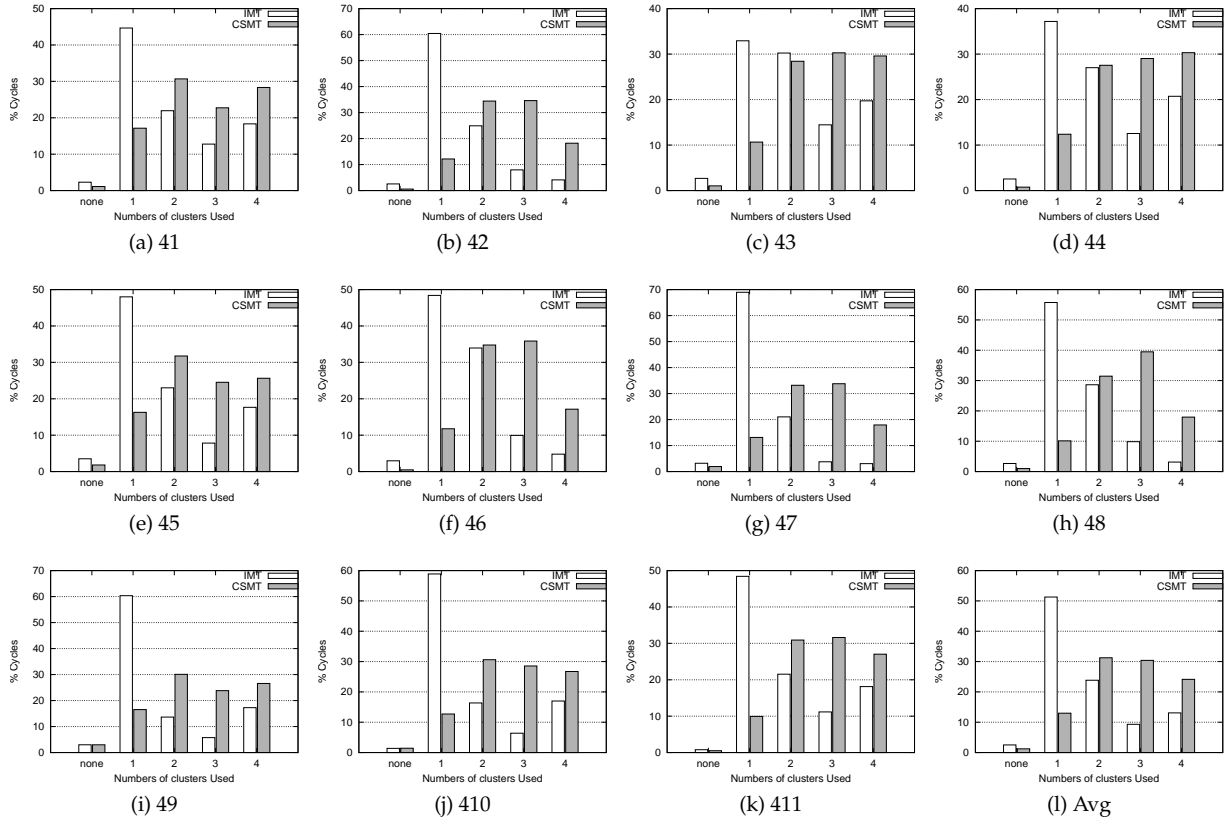 50
40
30
20
10
0
% Cycles
IMT
CSMT
none 1 2 3 4
Numbers of clusters Used
(a) 41
70
60
50
40
30
20
10
0
% Cycles
IMT
CSMT
none 1 2 3 4
Numbers of clusters Used
(b) 42
40
30
20
10
0
% Cycles
IMT
CSMT
none 1 2 3 4
Numbers of clusters Used
(c) 43
40
30
20
10
0
% Cycles
IMT
CSMT
none 1 2 3 4
Numbers of clusters Used
(d) 44
50
40
30
20
10
0
% Cycles
IMT
CSMT
none 1 2 3 4
Numbers of clusters Used
(e) 45
50
40
30
20
10
0
% Cycles
IMT
CSMT
none 1 2 3 4
Numbers of clusters Used
(f) 46
70
60
50
40
30
20
10
0
% Cycles
IMT
CSMT
none 1 2 3 4
Numbers of clusters Used
(g) 47
60
50
40
30
20
10
0
% Cycles
IMT
CSMT
none 1 2 3 4
Numbers of clusters Used
(h) 48
70
60
50
40
30
20
10
0
% Cycles
IMT
CSMT
none 1 2 3 4
Numbers of clusters Used
(i) 49
60
50
40
30
20
10
0
% Cycles
IMT
CSMT
none 1 2 3 4
Numbers of clusters Used
(j) 410
50
40
30
20
10
0
% Cycles
IMT
CSMT
none 1 2 3 4
Numbers of clusters Used
(k) 411
60
50
40
30
20
10
0
% Cycles
IMT
CSMT
none 1 2 3 4
Numbers of clusters Used
(l) Avg